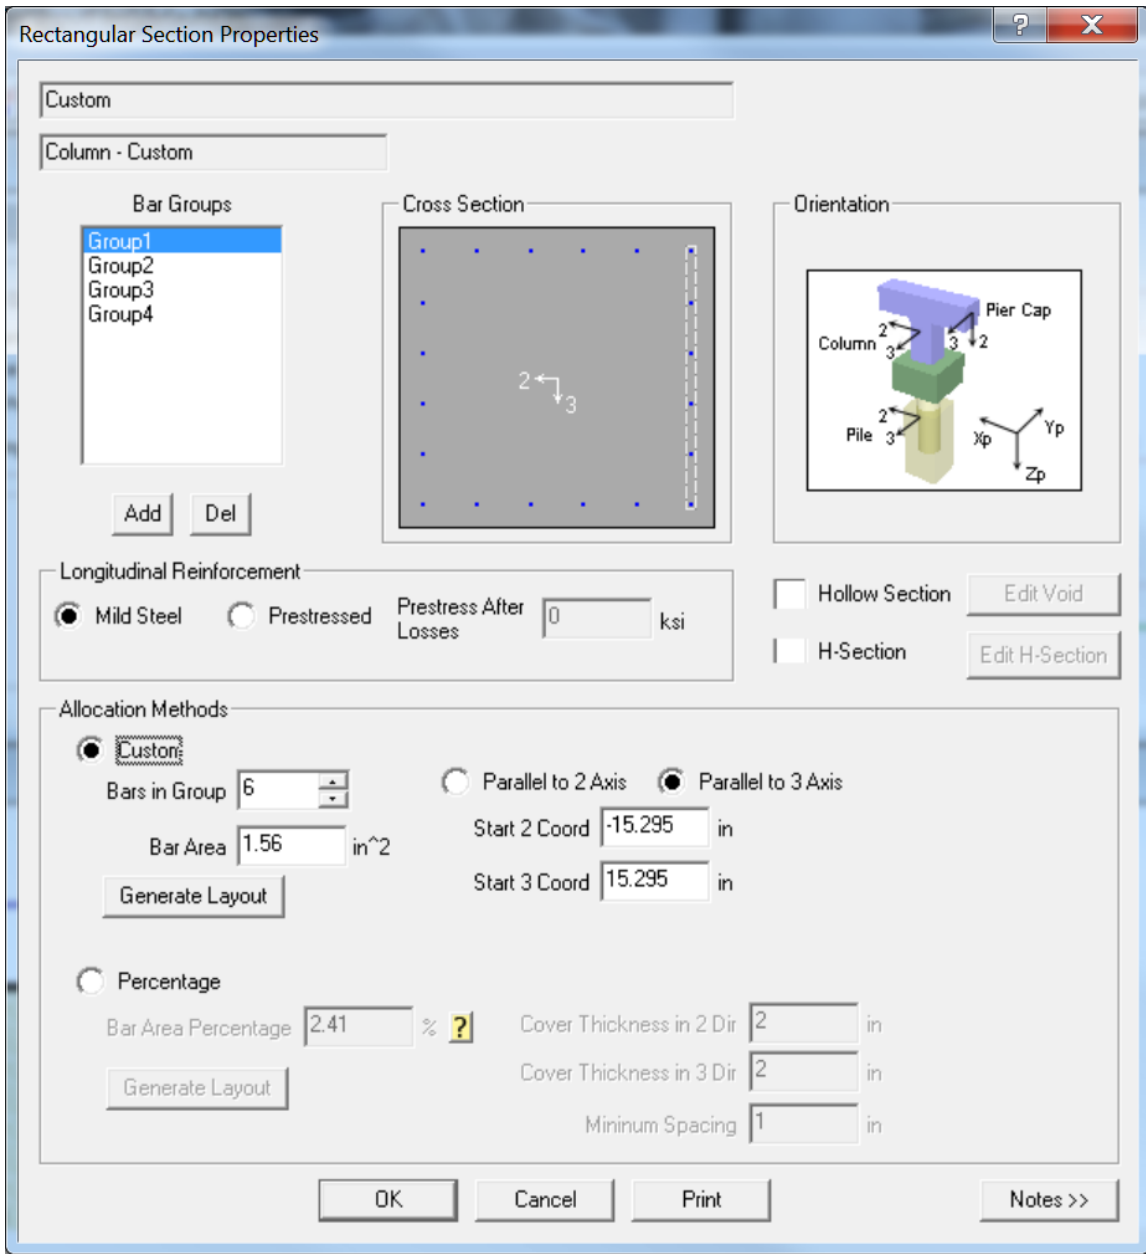 Rectangular Section Properties
?
X
Custom
Column - Custom
Bar Groups
Group1
Group2
Group3
Group4
Add
Del
Cross Section
2
3
Orientation
Pier Cap
Column
2
3
3
2
Pile
2
3
Xp
Yp
Zp
Longitudinal Reinforcement
Mild Steel
Prestressed
Prestress After
Losses
0
ksi
Hollow Section
Edit Void
H-Section
Edit H-Section
Allocation Methods
Custom
Bars in Group
6
Parallel to 2 Axis
Parallel to 3 Axis
Bar Area
1.56
in^2
Start 2 Coord
-15.295
in
Start 3 Coord
15.295
in
Generate Layout
Percentage
Bar Area Percentage
2.41
%
?
Cover Thickness in 2 Dir
2
in
Cover Thickness in 3 Dir
2
in
Generate Layout
Mininum Spacing
1
in
OK
Cancel
Print
Notes >>